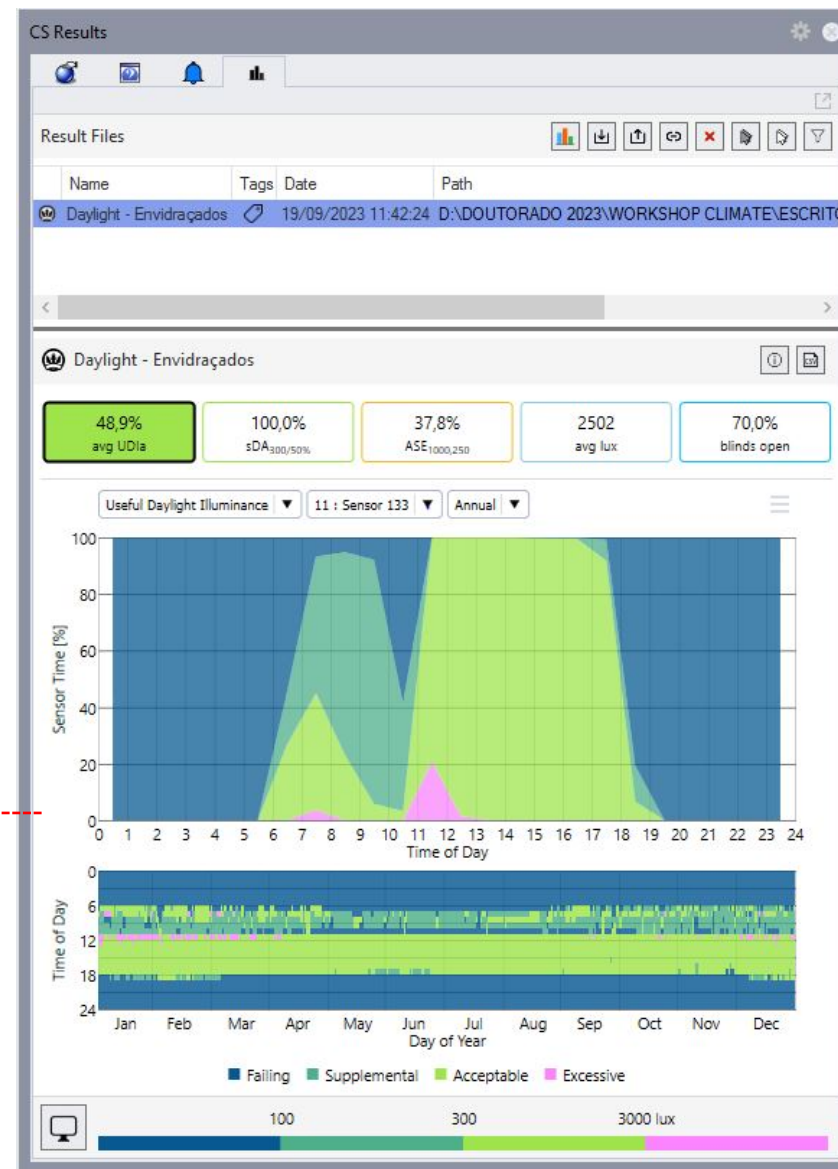 CS Results
Result Files
Name Tags Date Path
Daylight - Envidraçados 19/09/2023 11:42:24 D:\DOUTORADO 2023\WORKSHOP CLIMATE\ESCRITO
Daylight - Envidraçados
CSV
48,9% 100,0% 37,8% 2502 70,0%
avg UDIa sDA300/50% ASE1000,250 avg lux blinds open
Useful Daylight Illuminance ▼ 11 : Sensor 133 ▼ Annual ▼
100
80
60
40
20
0
Sensor Time [%]
0 1 2 3 4 5 6 7 8 9 10 11 12 13 14 15 16 17 18 19 20 21 22 23 24
Time of Day
0
6
12
18
24
Time of Day
Jan Feb Mar Apr May Jun Jul Aug Sep Oct Nov Dec
Day of Year
Failing Supplemental Acceptable Excessive
100 300 3000 lux